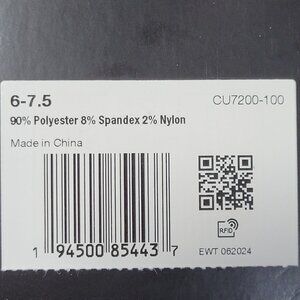 6-7.5 CU7200-100
90% Polyester 8% Spandex 2% Nylon
Made in China
RFID
1 94500 85443 7 EWT 062024